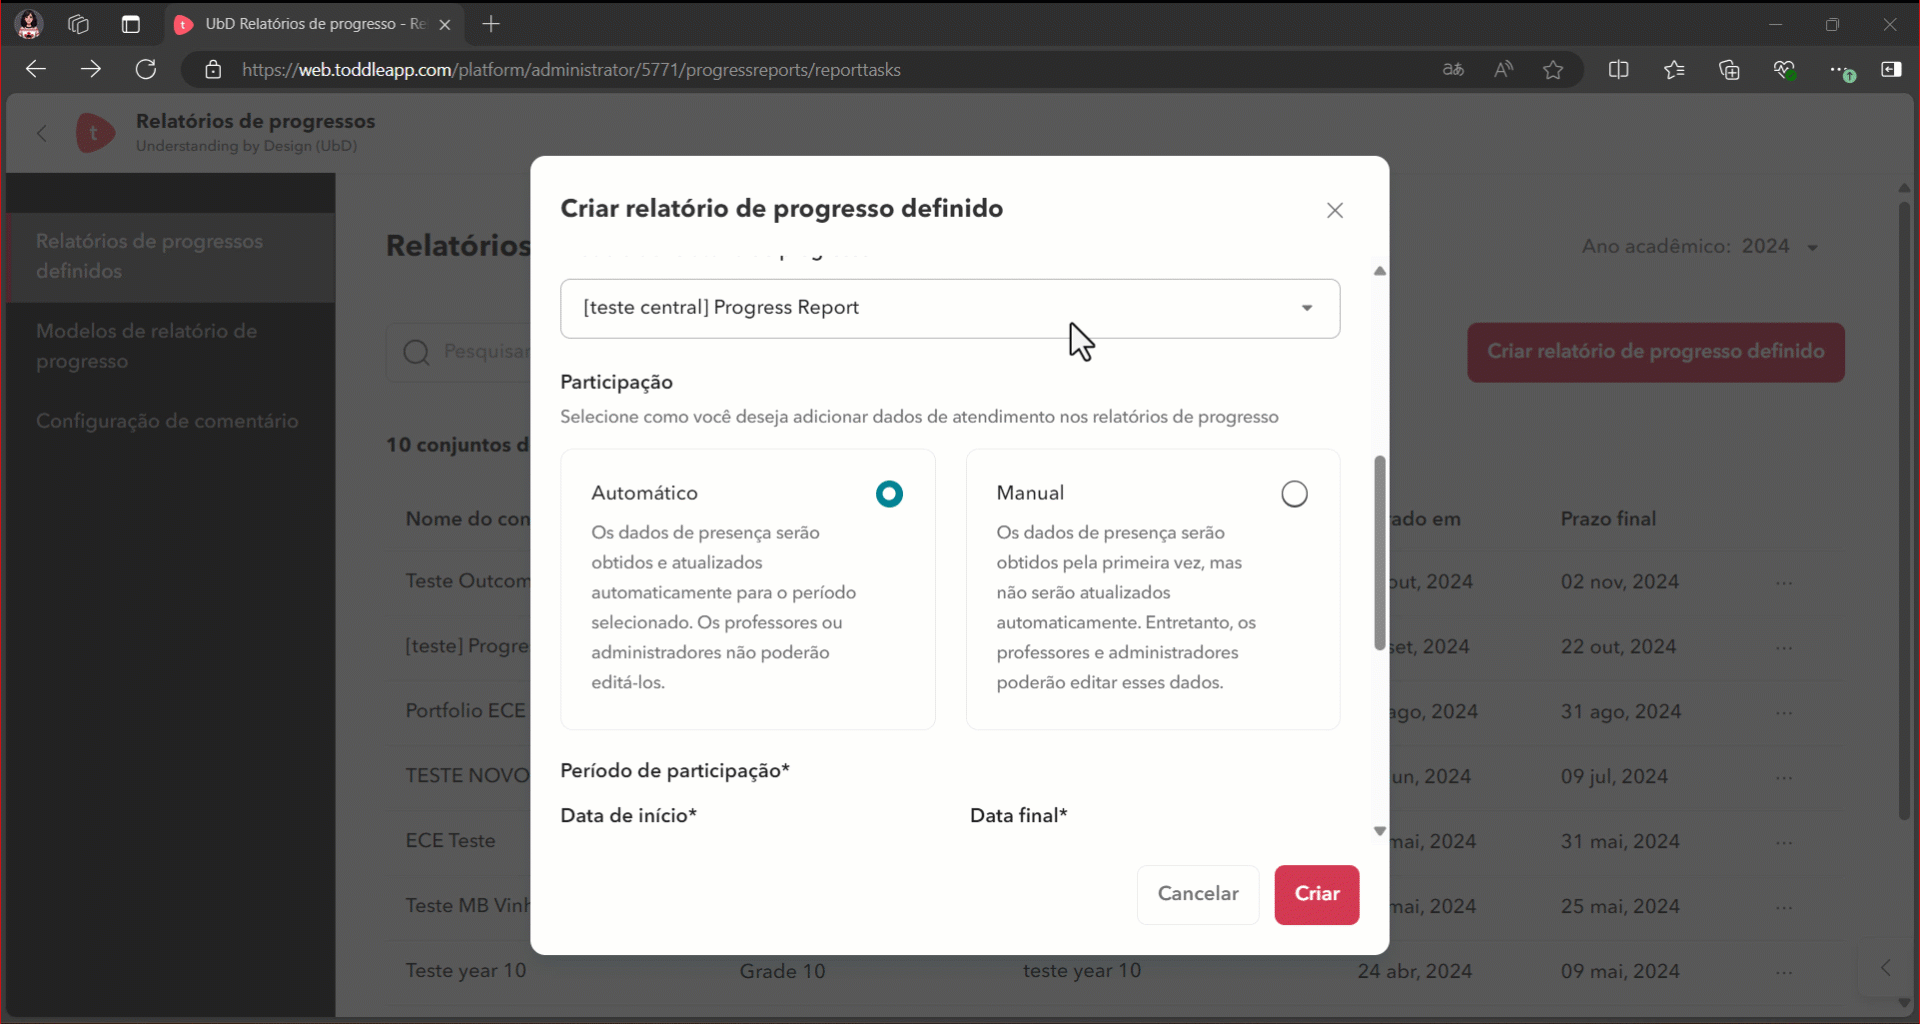 UbD Relatórios de progresso - Re
https://web.toddleapp.com/platform/administrator/5771/progressreports/reporttasks
Relatórios de progressos
Understanding by Design (UbD)
Relatórios de progressos
definidos
Modelos de relatório de
progresso
Configuração de comentário
Relatórios
Ano acadêmico: 2024
Pesquisar
Criar relatório de progresso definido
10 conjuntos d
Nome do con
rado em
Prazo final
Teste Outcom
out, 2024
02 nov, 2024
[teste] Progre
set, 2024
22 out, 2024
Portfolio ECE
ago, 2024
31 ago, 2024
TESTE NOVO
un, 2024
09 jul, 2024
ECE Teste
mai, 2024
31 mai, 2024
Teste MB Vinh
mai, 2024
25 mai, 2024
Teste year 10
Grade 10
teste year 10
24 abr, 2024
09 mai, 2024
Criar relatório de progresso definido
[teste central] Progress Report
Participação
Selecione como você deseja adicionar dados de atendimento nos relatórios de progresso
Automático
Os dados de presença serão
obtidos e atualizados
automaticamente para o período
selecionado. Os professores ou
administradores não poderão
editá-los.
Manual
Os dados de presença serão
obtidos pela primeira vez, mas
não serão atualizados
automaticamente. Entretanto, os
professores e administradores
poderão editar esses dados.
Período de participação*
Data de início*
Data final*
Cancelar
Criar